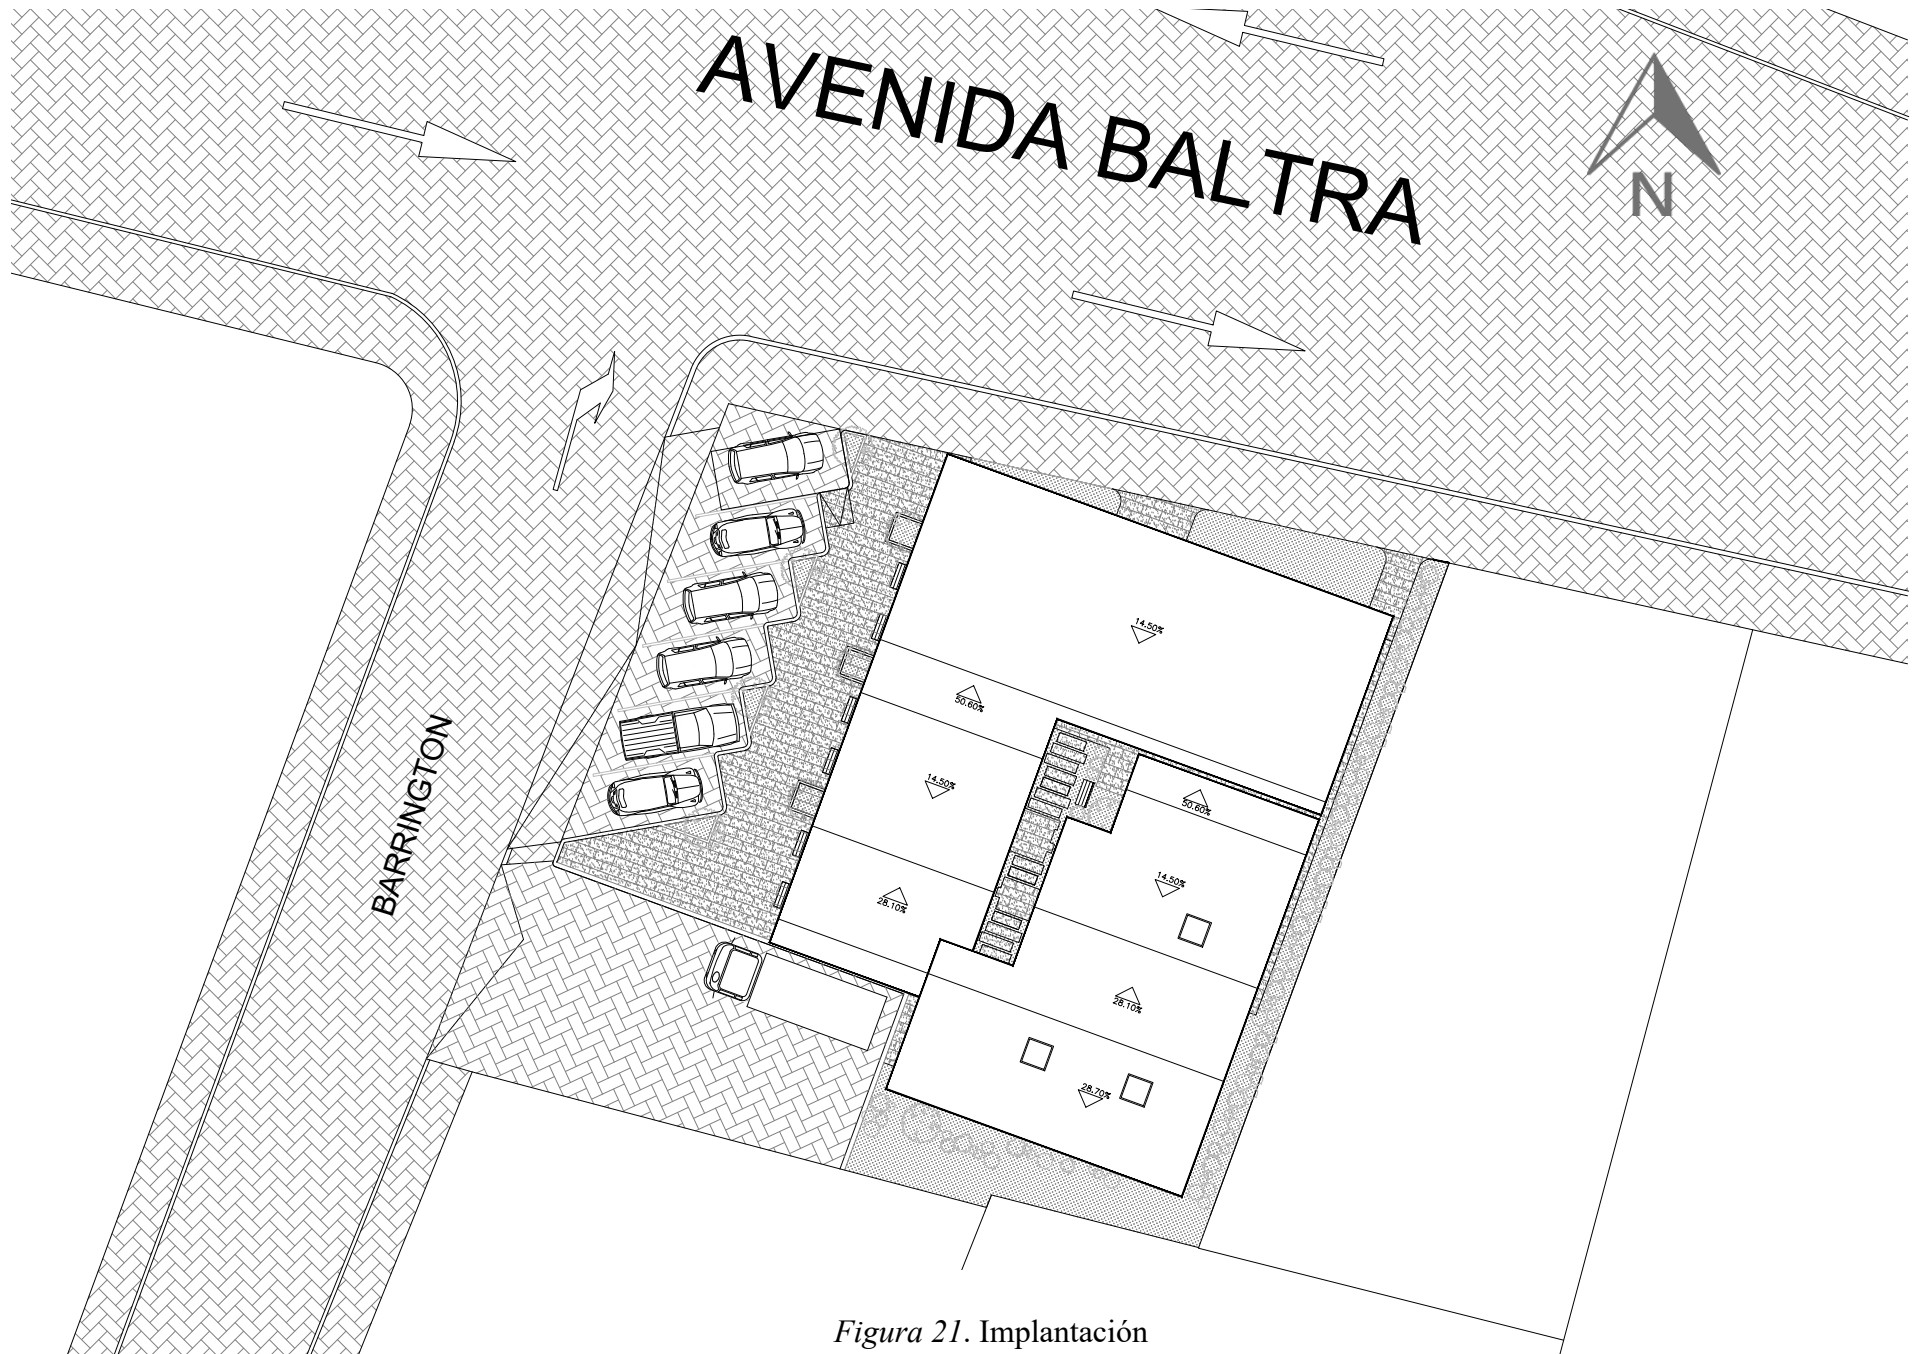 AVENIDA BALTRA
N
14.50%
50.60%
14.50%
50.60%
14.50%
28.10%
28.10%
28.70%
BARRINGTON
Figura 21. Implantación